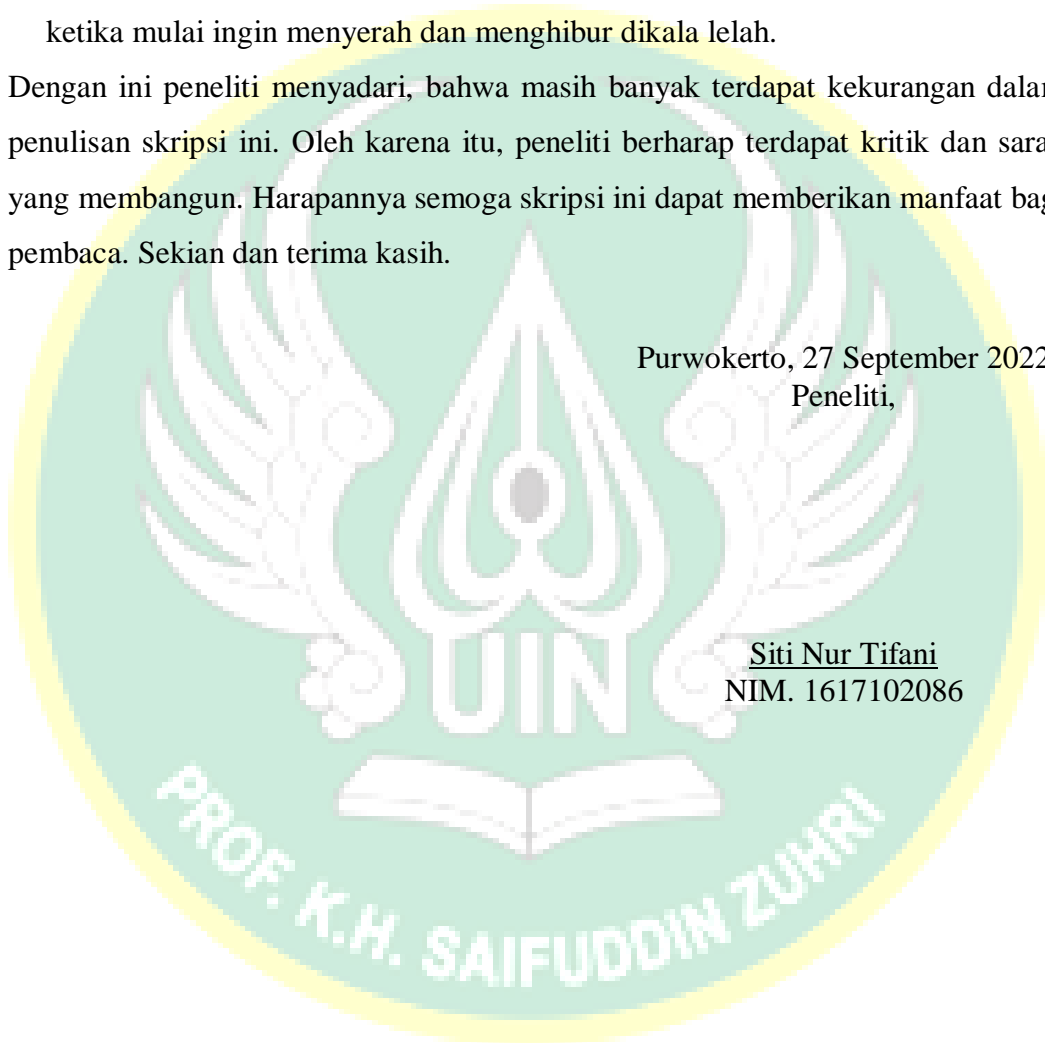 ketika mulai ingin menyerah dan menghibur dikala lelah.
Dengan ini peneliti menyadari, bahwa masih banyak terdapat kekurangan dalam
penulisan skripsi ini. Oleh karena itu, peneliti berharap terdapat kritik dan sara
yang membangun. Harapannya semoga skripsi ini dapat memberikan manfaat bag
pembaca. Sekian dan terima kasih.
Purwokerto, 27 September 2022
Peneliti,
Siti Nur Tifani
NIM. 1617102086
UIN
PROF. K.H. SAIFUDDIN ZUHRI